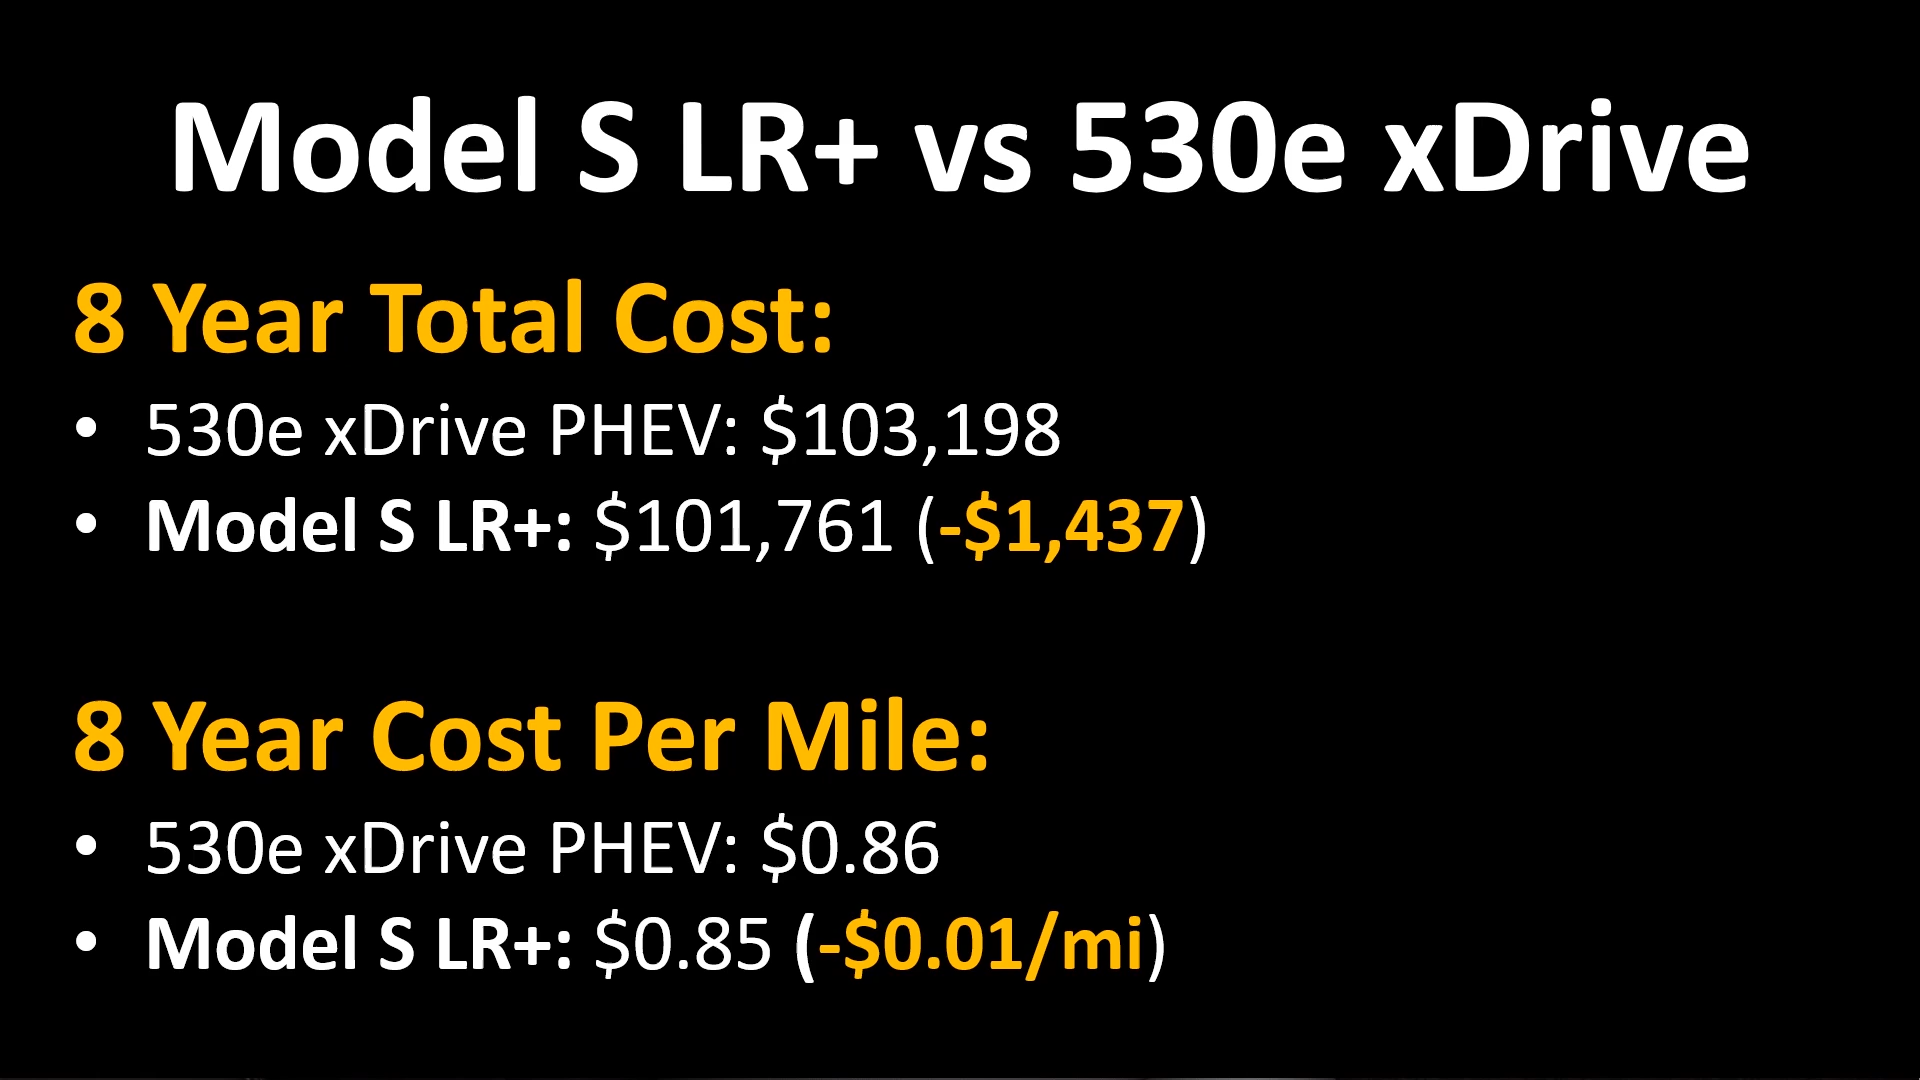 Model S LR+ vs 530e xDrive
8 Year Total Cost:
• 530e xDrive PHEV: $103,198
• Model S LR+: $101,761 (-$1,437)
8 Year Cost Per Mile:
• 530e xDrive PHEV: $0.86
• Model S LR+: $0.85 (-$0.01/mi)